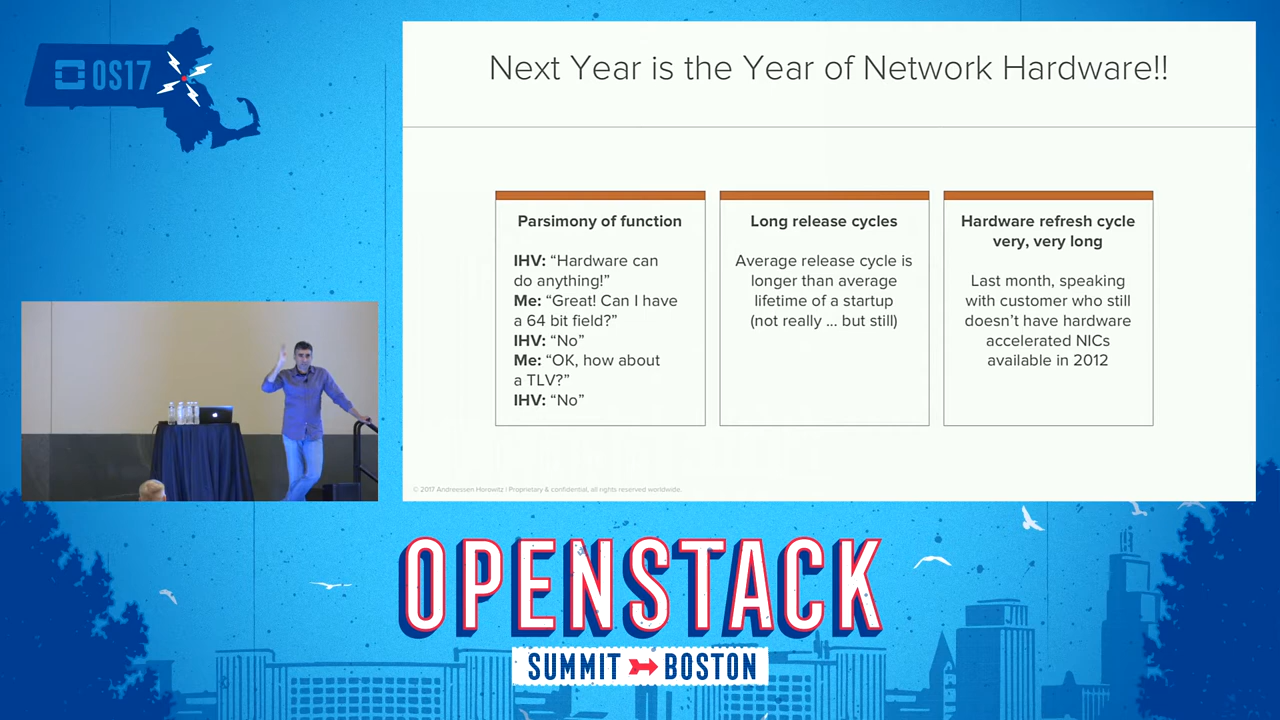 OS17
Next Year is the Year of Network Hardware!!
Parsimony of function
IHV: “Hardware can
do anything!”
Me: “Great! Can I have
a 64 bit field?”
IHV: “No”
Me: “OK, how about
a TLV?”
IHV: “No”
Long release cycles
Average release cycle is
longer than average
lifetime of a startup
(not really ... but still)
Hardware refresh cycle
very, very long
Last month, speaking
with customer who still
doesn’t have hardware
accelerated NICs
available in 2012
© 2017 Andreessen Horowitz | Proprietary & confidential, all rights reserved worldwide.
OPENSTACK
SUMMIT BOSTON